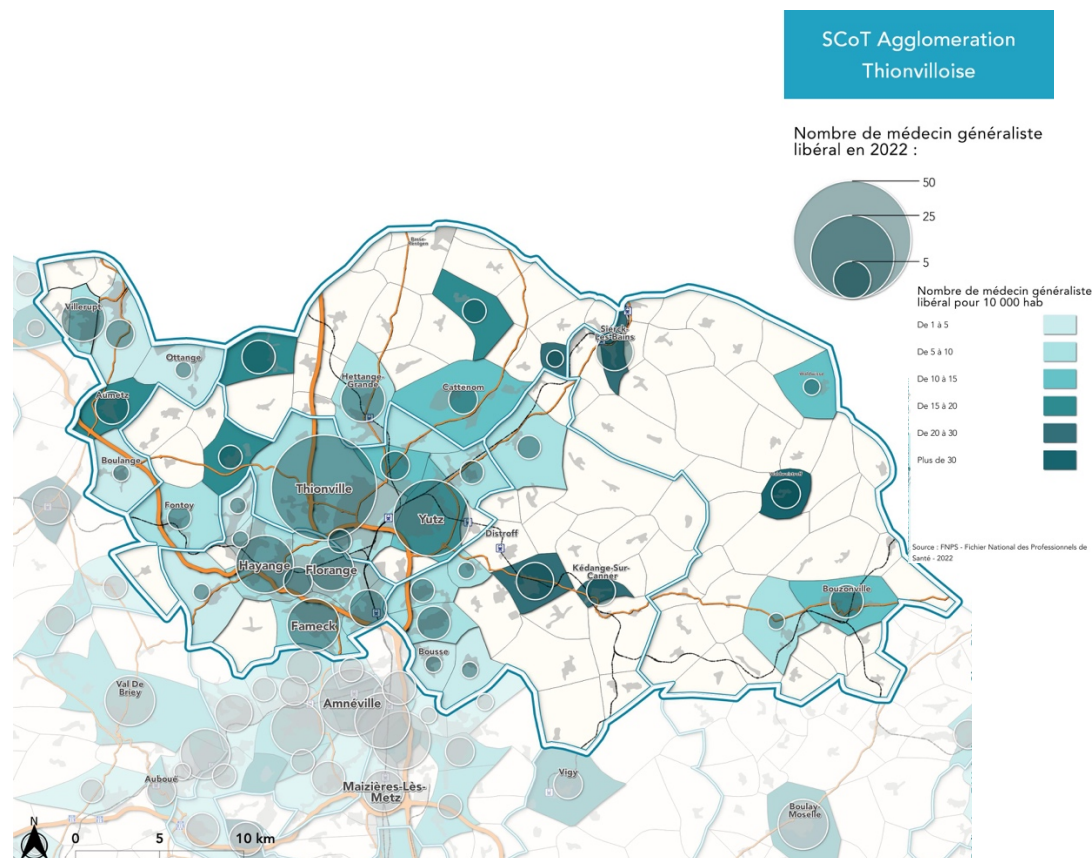 SCoT Agglomeration
Thionvilloise
Nombre de médecin généraliste
libéral en 2022 :
50
25
5
Nombre de médecin généraliste
libéral pour 10 000 hab
De 1 à 5
De 5 à 10
De 10 à 15
De 15 à 20
De 20 à 30
Plus de 30
Source : FNPS - Fichier National des Professionnels de
Santé - 2022
Villerupt
Ottange
Aumetz
Boulange
Fontoy
Hettange-
Grande
Cattenom
Sierck
-Les-Bains
Thionville
Yutz
Distroff
Hayange
Florange
Kédange-Sur-
Canner
Bouzonville
Fameck
Bousse
Val De
Briey
Amnéville
Auboué
Maizières-Lès-
Metz
Vigy
Boulay-
Moselle
N
0
5
10 km